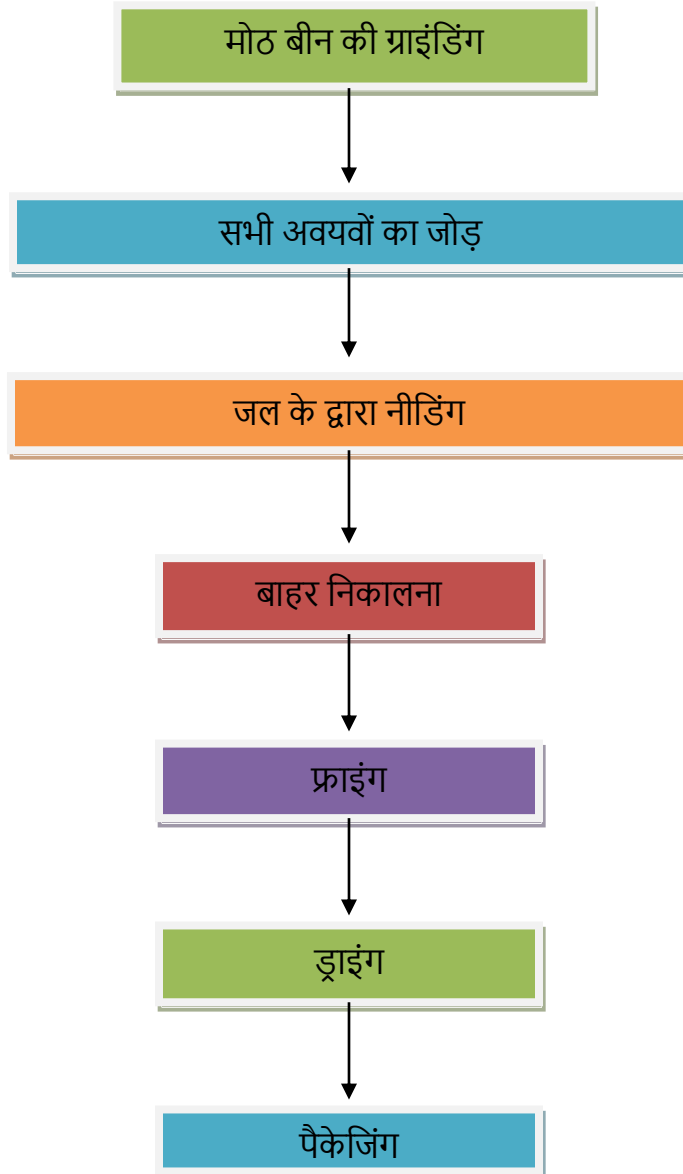 मोठ बीन की ग्राइंडिंग
सभी अवयवों का जोड़
जल के द्वारा नीडिंग
बाहर निकालना
फ्राइंग
ड्राइंग
पैकेजिंग